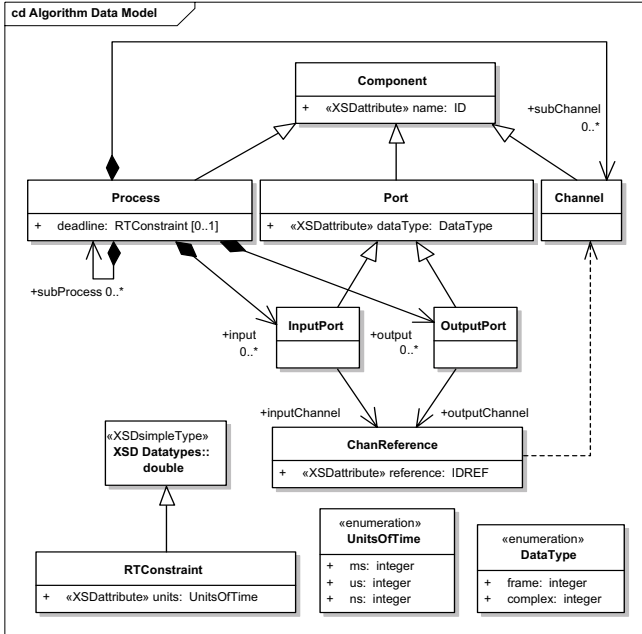 cd Algorithm Data Model
Component
+ «XSDattribute» name: ID
+subChannel
0..*
Process
+ deadline: RTConstraint [0..1]
Port
+ «XSDattribute» dataType: DataType
Channel
+subProcess 0..*
+input
0..*
InputPort
+output
0..*
OutputPort
+inputChannel
+outputChannel
ChanReference
+ «XSDattribute» reference: IDREF
«XSDsimpleType»
XSD Datatypes::
double
RTConstraint
+ «XSDattribute» units: UnitsOfTime
«enumeration»
UnitsOfTime
+ ms: integer
+ us: integer
+ ns: integer
«enumeration»
DataType
+ frame: integer
+ complex: integer